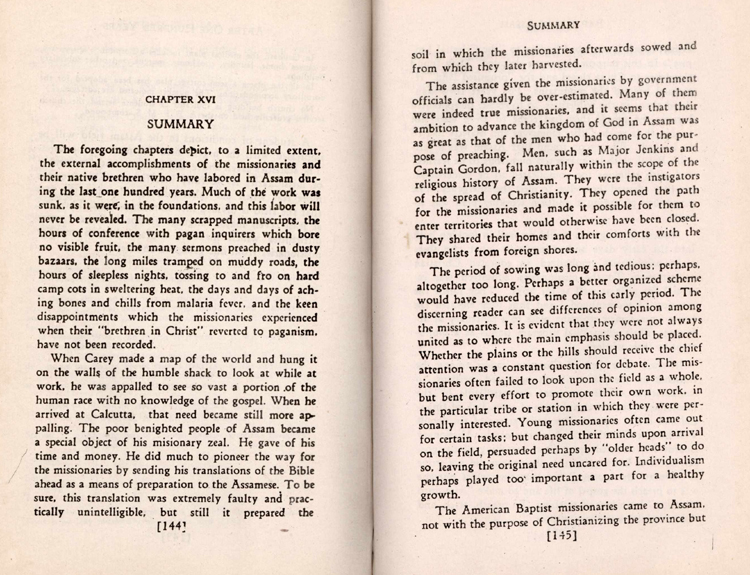 CHAPTER XVI
SUMMARY
The foregoing chapters depict, to a limited extent,
the external accomplishments of the missionaries and
their native brethren who have labored in Assam dur-
ing the last one hundred years. Much of the work was
sunk, as it were, in the foundations, and this labor will
never be revealed. The many scrapped manuscripts, the
hours of conference with pagan inquirers which bore
no visible fruit, the many sermons preached in dusty
bazaars, the long miles tramped on muddy roads, the
hours of sleepless nights, tossing to and fro on hard
camp cots in sweltering heat, the days and days of ach-
ing bones and chills from malaria fever, and the keen
disappointments which the missionaries experienced
when their "brethren in Christ" reverted to paganism,
have not been recorded.
When Carey made a map of the world and hung it
on the walls of the humble shack to look at while at
work, he was appalled to see so vast a portion of the
human race with no knowledge of the gospel. When he
arrived at Calcutta, that need became still more ap-
palling. The poor benighted people of Assam became
a special object of his misionary zeal. He gave of his
time and money. He did much to pioneer the way for
the missionaries by sending his translations of the Bible
ahead as a means of preparation to the Assamese. To be
sure, this translation was extremely faulty and prac-
tically unintelligible, but still it prepared the
[144]
SUMMARY
soil in which the missionaries afterwards sowed and
from which they later harvested.
The assistance given the missionaries by government
officials can hardly be over-estimated. Many of them
were indeed true missionaries, and it seems that their
ambition to advance the kingdom of God in Assam was
as great as that of the men who had come for the pur-
pose of preaching. Men, such as Major Jenkins and
Captain Gordon, fall naturally within the scope of the
religious history of Assam. They were the instigators
of the spread of Christianity. They opened the path
for the missionaries and made it possible for them to
enter territories that would otherwise have been closed.
They shared their homes and their comforts with the
evangelists from foreign shores.
The period of sowing was long and tedious; perhaps,
altogether too long. Perhaps a better organized scheme
would have reduced the time of this early period. The
discerning reader can see differences of opinion among
the missionaries. It is evident that they were not always
united as to where the main emphasis should be placed.
Whether the plains or the hills should receive the chief
attention was a constant question for debate. The mis-
sionaries often failed to look upon the field as a whole,
but bent every effort to promote their own work, in
the particular tribe or station in which they were per-
sonally interested. Young missionaries often came out
for certain tasks; but changed their minds upon arrival
on the field, persuaded perhaps by "older heads" to do
so, leaving the original need uncared for. Individualism
perhaps played too important a part for a healthy
growth.
The American Baptist missionaries came to Assam,
not with the purpose of Christianizing the province but
[145]